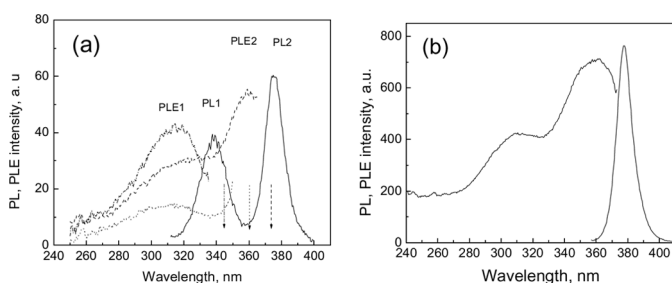 (a)
PLE2 PL2
PLE1 PL1
PL, PLE intensity, a. u
80
60
40
20
0
240 260 280 300 320 340 360 380 400
Wavelength, nm
(b)
PL, PLE intensity, a.u.
800
600
400
200
0
240 260 280 300 320 340 360 380 400
Wavelength, nm